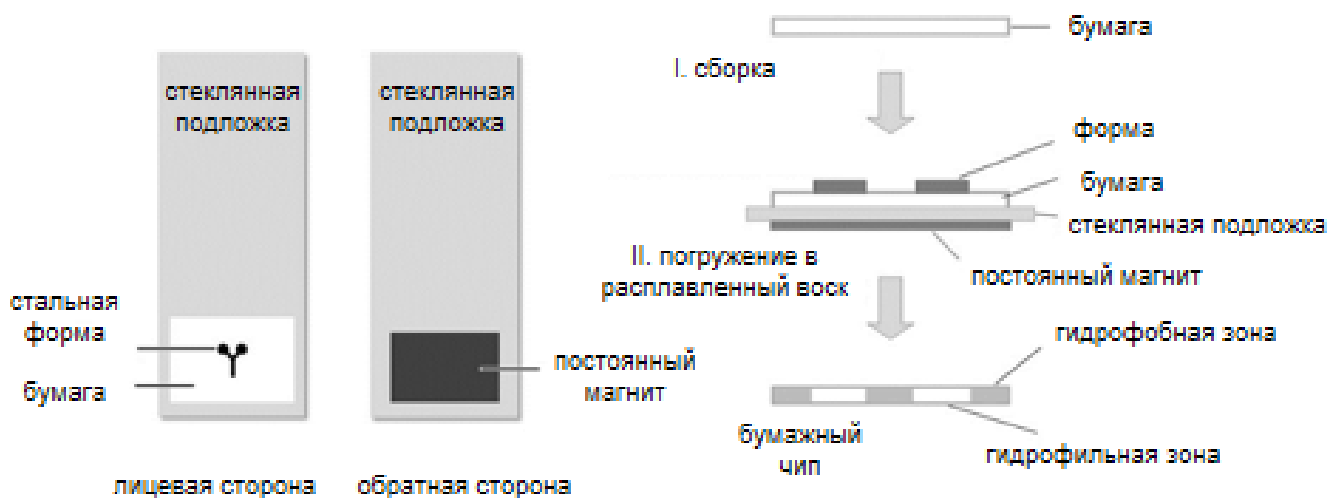 стеклянная
подложка
стальная
форма
бумага
лицевая сторона
стеклянная
подложка
постоянный
магнит
обратная сторона
бумага
I. сборка
форма
бумага
стеклянная подложка
постоянный магнит
II. погружение в
расплавленный воск
гидрофобная зона
гидрофильная зона
бумажный
чип